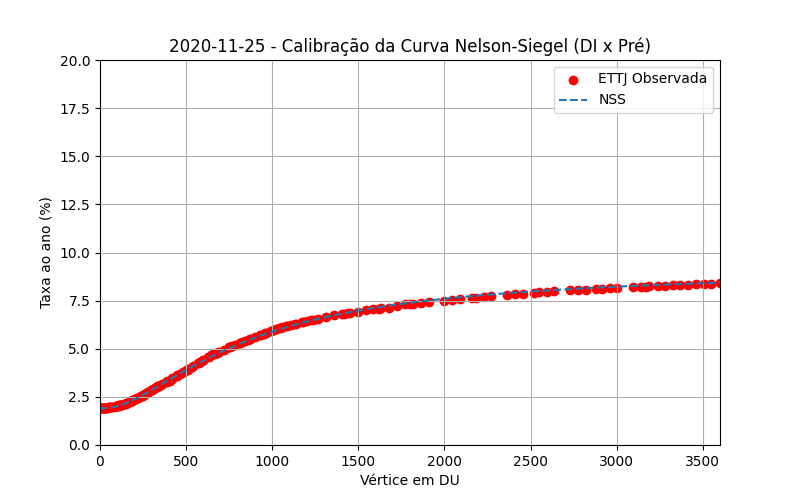 2020-11-25 - Calibração da Curva Nelson-Siegel (DI x Pré)
ETTJ Observada
NSS
Taxa ao ano (%)
20.0
17.5
15.0
12.5
10.0
7.5
5.0
2.5
0.0
0 500 1000 1500 2000 2500 3000 3500
Vértice em DU